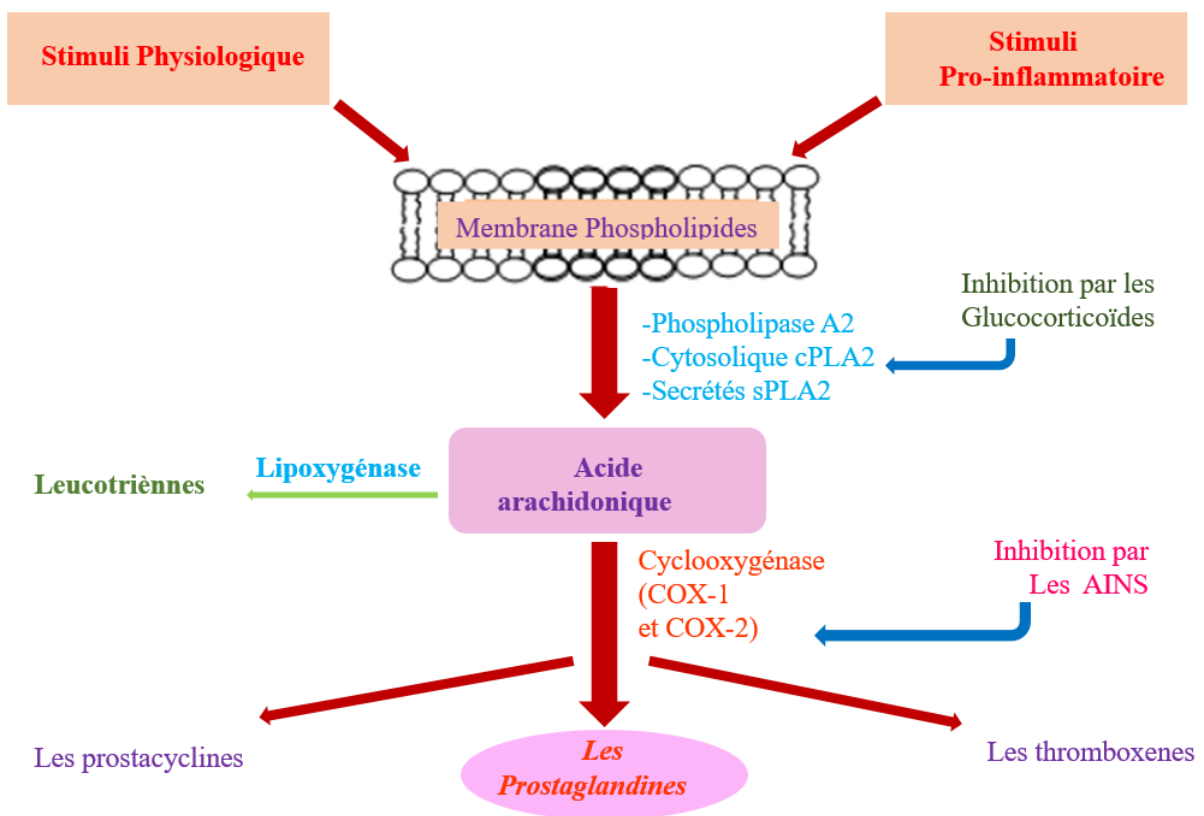 Stimuli Physiologique
Stimuli
Pro-inflammatoire
Membrane Phospholipides
Inhibition par les
Glucocorticoïdes
-Phospholipase A2
-Cytosolique cPLA2
-Secrétés sPLA2
Leucotriènnes
Lipoxygénase
Acide
arachidonique
Cyclooxygénase
(COX-1
et COX-2)
Inhibition par
Les AINS
Les prostacyclines
Les
Prostaglandines
Les thromboxenes